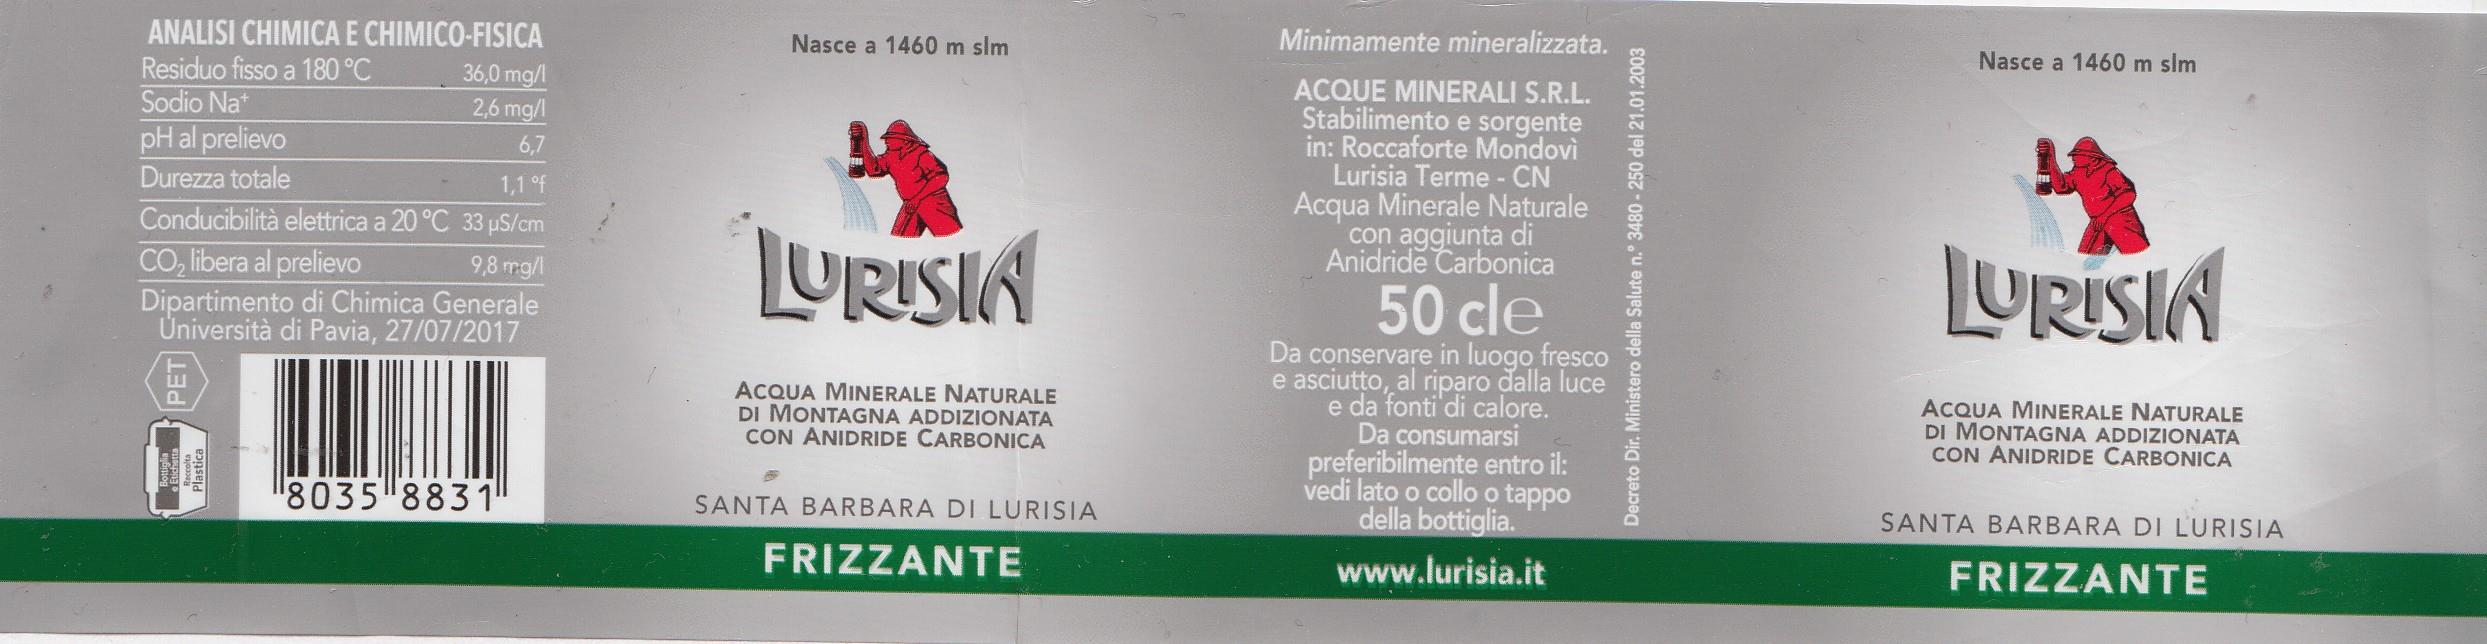 ANALISI CHIMICA E CHIMICO-FISICA
Residuo fisso a 180 °C 36,0 mg/l
Sodio Na⁺ 2,6 mg/l
pH al prelievo 6,7
Durezza totale 1,1 °f
Conducibilità elettrica a 20 °C 33 µS/cm
CO₂ libera al prelievo 9,8 mg/l
Dipartimento di Chimica Generale
Università di Pavia, 27/07/2017
PET
Bottiglia
e Etichetta
Raccolta
Plastica
8035 8831
Nasce a 1460 m slm
LURISIA
ACQUA MINERALE NATURALE
DI MONTAGNA ADDIZIONATA
CON ANIDRIDE CARBONICA
SANTA BARBARA DI LURISIA
FRIZZANTE
Minimamente mineralizzata.
ACQUE MINERALI S.R.L.
Stabilimento e sorgente
in: Roccaforte Mondovì
Lurisia Terme - CN
Acqua Minerale Naturale
con aggiunta di
Anidride Carbonica
50 cl e
Da conservare in luogo fresco
e asciutto, al riparo dalla luce
e da fonti di calore.
Da consumarsi
preferibilmente entro il:
vedi lato o collo o tappo
della bottiglia.
www.lurisia.it
Decreto Dir. Ministero della Salute n.° 3480 - 250 del 21.01.2003
Nasce a 1460 m slm
LURISIA
ACQUA MINERALE NATURALE
DI MONTAGNA ADDIZIONATA
CON ANIDRIDE CARBONICA
SANTA BARBARA DI LURISIA
FRIZZANTE